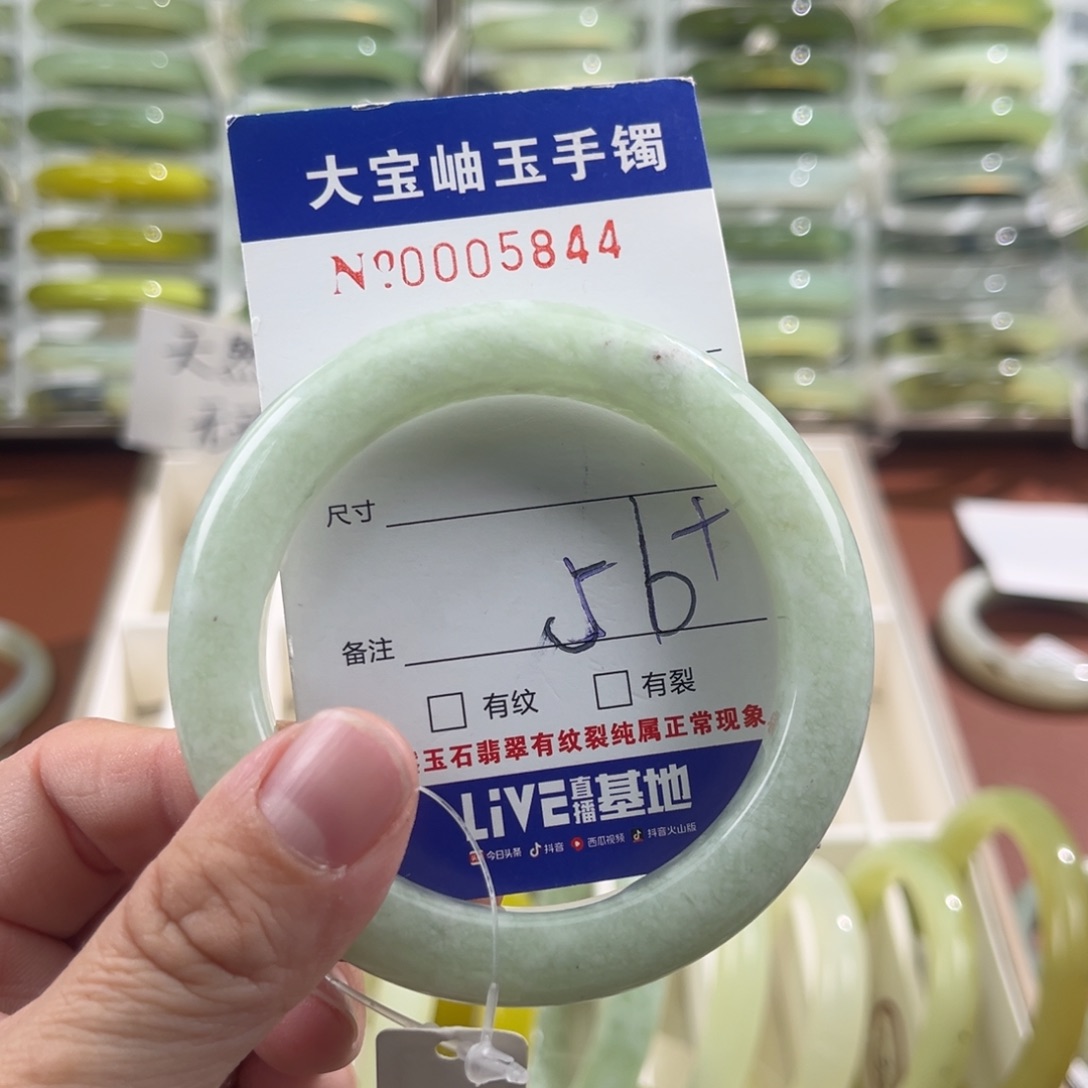 大宝岫玉手镯
Nº0005844
天然
尺寸
56+
备注
有纹 有裂
玉石翡翠有纹裂纯属正常现象
LiVE直播基地
今日头条 抖音 西瓜视频 抖音火山版